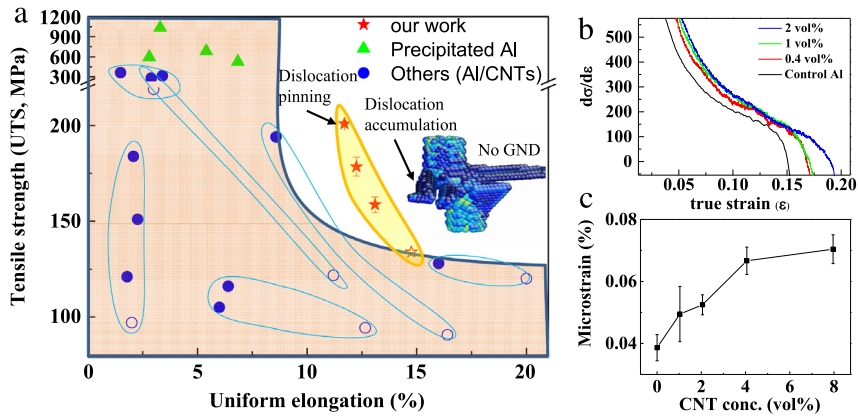 a
Tensile strength (UTS, MPa)
1200
900
600
300
200
150
100
0
5
10
15
20
Uniform elongation (%)
our work
Precipitated Al
Others (Al/CNTs)
Dislocation
pinning
Dislocation
accumulation
No GND
b
dσ/dε
500
400
300
200
100
0
0.05
0.10
0.15
0.20
true strain (ε)
2 vol%
1 vol%
0.4 vol%
Control Al
c
Microstrain (%)
0.08
0.06
0.04
0
2
4
6
8
CNT conc. (vol%)